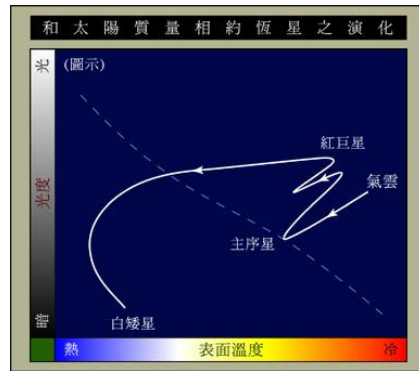 和太陽質量相約恆星之演化
光
(圖示)
紅巨星
氣雲
光度
主序星
白矮星
暗
熱
表面溫度
冷